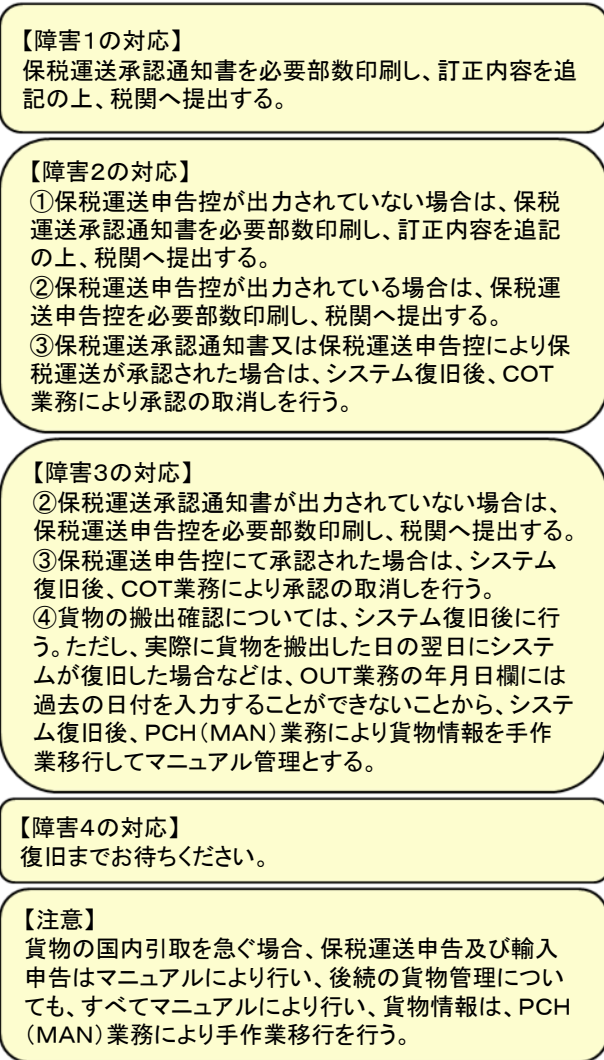 【障害1の対応】
保税運送承認通知書を必要部数印刷し、訂正内容を追
記の上、税関へ提出する。
【障害2の対応】
①保税運送申告控が出力されていない場合は、保税
運送承認通知書を必要部数印刷し、訂正内容を追記
の上、税関へ提出する。
②保税運送申告控が出力されている場合は、保税運
送申告控を必要部数印刷し、税関へ提出する。
③保税運送承認通知書又は保税運送申告控により保
税運送が承認された場合は、システム復旧後、COT
業務により承認の取消しを行う。
【障害3の対応】
②保税運送承認通知書が出力されていない場合は、
保税運送申告控を必要部数印刷し、税関へ提出する。
③保税運送申告控にて承認された場合は、システム
復旧後、COT業務により承認の取消しを行う。
④貨物の搬出確認については、システム復旧後に行
う。ただし、実際に貨物を搬出した日の翌日にシステ
ムが復旧した場合などは、OUT業務の年月日欄には
過去の日付を入力することができないことから、システ
ム復旧後、PCH(MAN)業務により貨物情報を手作
業移行してマニュアル管理とする。
【障害4の対応】
復旧までお待ちください。
【注意】
貨物の国内引取を急ぐ場合、保税運送申告及び輸入
申告はマニュアルにより行い、後続の貨物管理につい
ても、すべてマニュアルにより行い、貨物情報は、PCH
(MAN)業務により手作業移行を行う。